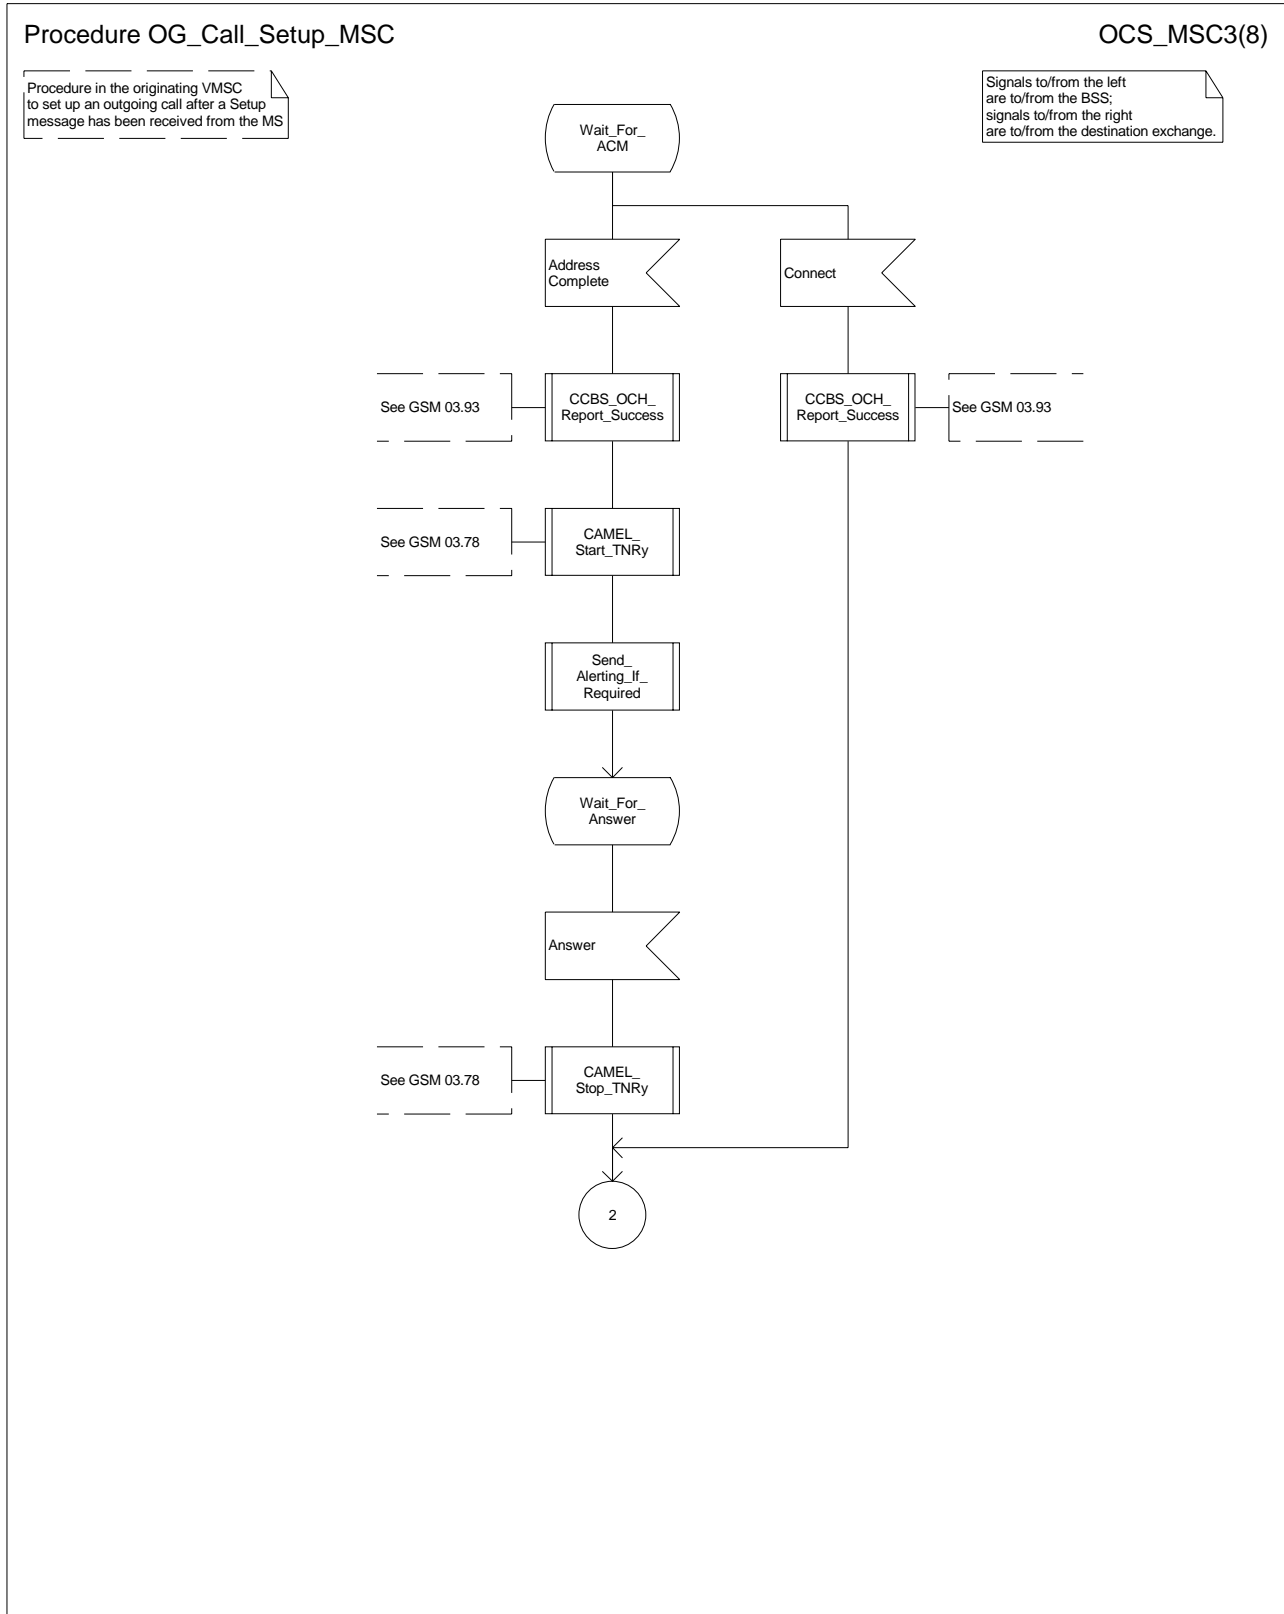 Procedure OG_Call_Setup_MSC
OCS_MSC3(8)
Procedure in the originating VMSC
to set up an outgoing call after a Setup
message has been received from the MS
Signals to/from the left
are to/from the BSS;
signals to/from the right
are to/from the destination exchange.
Wait_For_
ACM
Address
Complete
Connect
See GSM 03.93
CCBS_OCH_
Report_Success
CCBS_OCH_
Report_Success
See GSM 03.93
See GSM 03.78
CAMEL_
Start_TNRy
Send_
Alerting_If_
Required
Wait_For_
Answer
Answer
See GSM 03.78
CAMEL_
Stop_TNRy
2